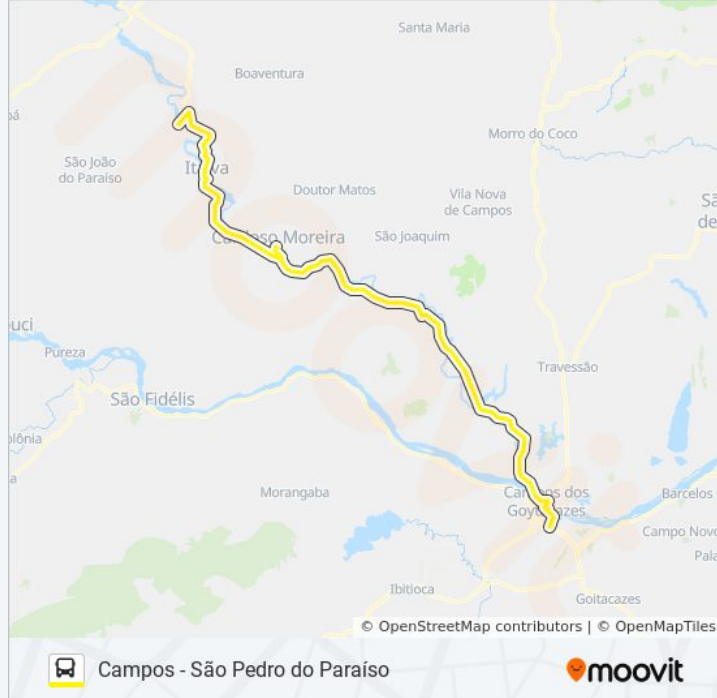 Santa Maria
Boaventura
Morro do Coco
São João
do Paraíso
Doutor Matos
Vila Nova
de Campos
São Joaquim
Pureza
Travessão
São Fidélis
Morangaba
Barcelos
Campo Novo
Ibitioca
Goitacazes
© OpenStreetMap contributors | © OpenMapTiles
Campos - São Pedro do Paraíso
moovit